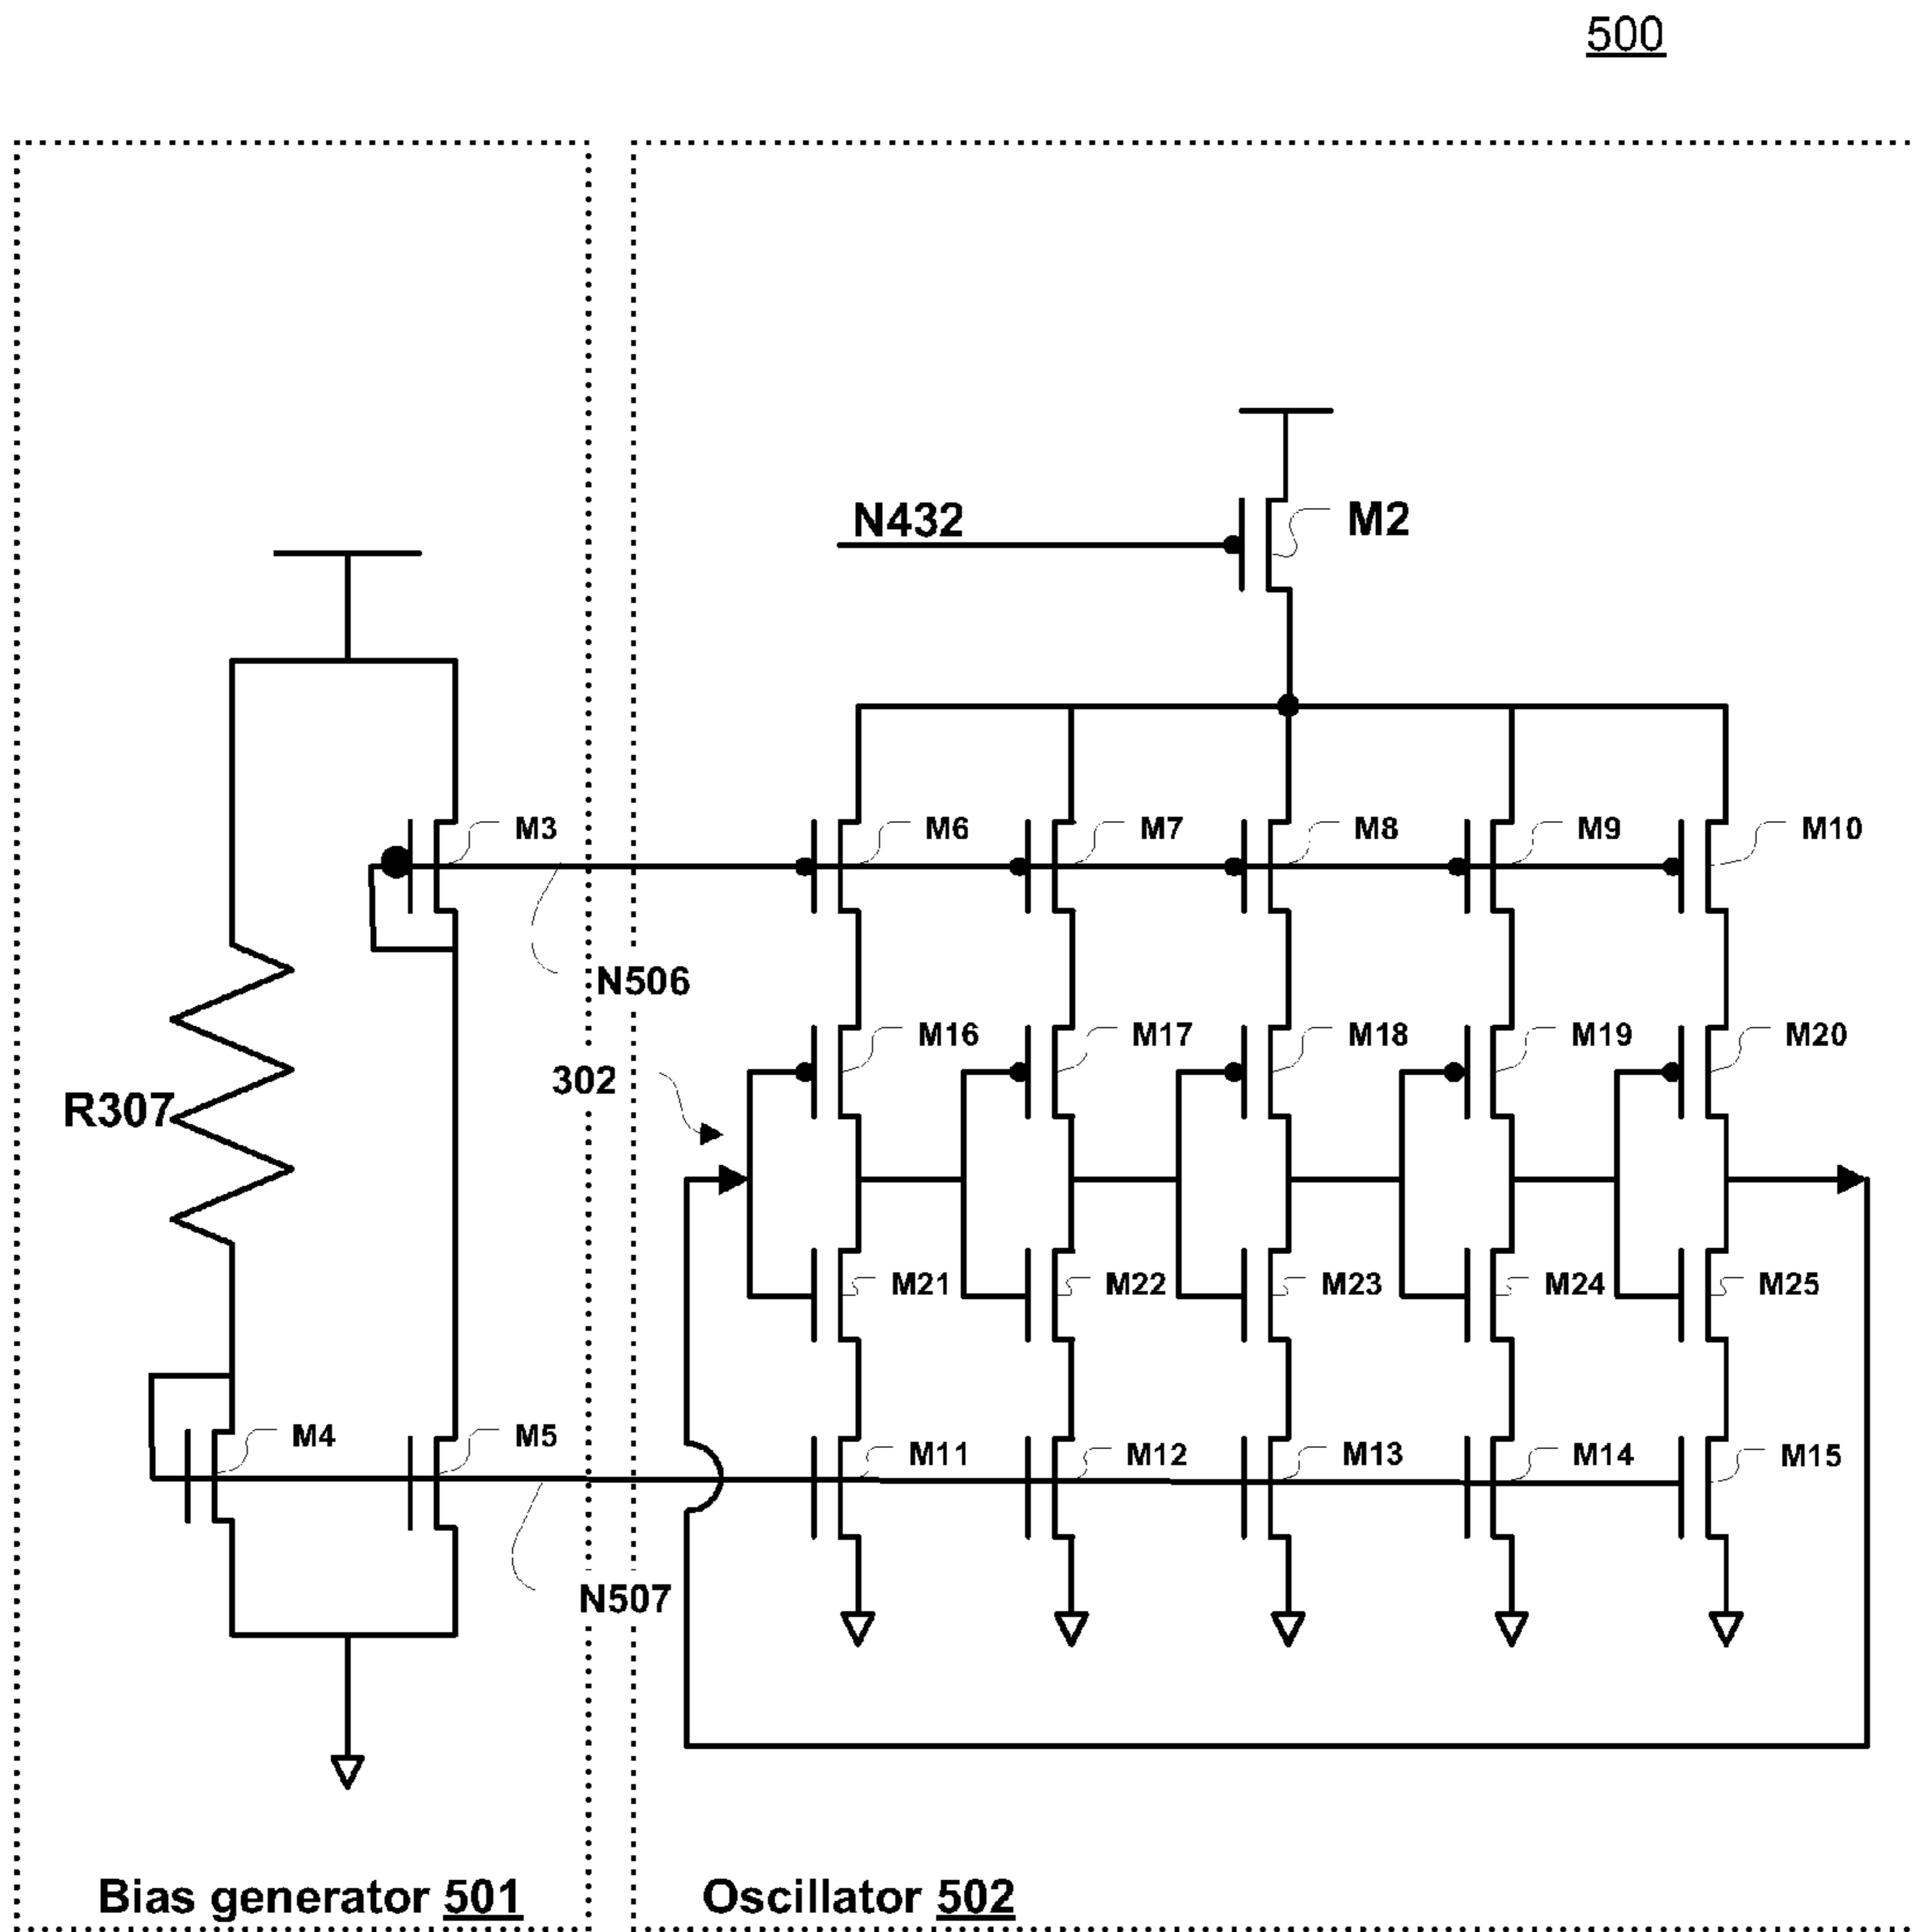 500
N432
M2
M3
M6
M7
M8
M9
M10
N506
M16
M17
M18
M19
M20
302
R307
M21
M22
M23
M24
M25
M4
M5
M11
M12
M13
M14
M15
N507
Bias generator 501
Oscillator 502